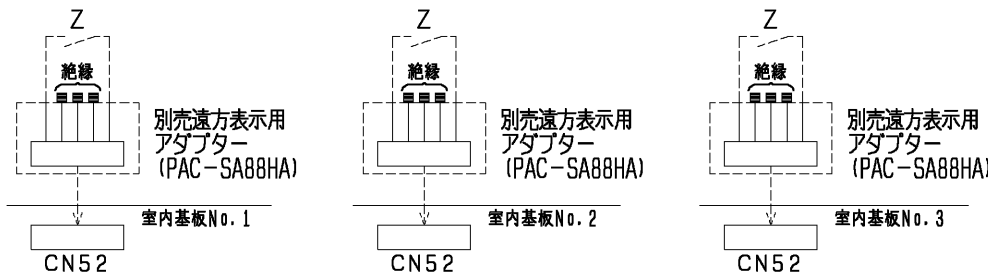 Z
絶縁
別売遠方表示用
アダプター
(PAC-SA88HA)
室内基板No.1
CN52
Z
絶縁
別売遠方表示用
アダプター
(PAC-SA88HA)
室内基板No.2
CN52
Z
絶縁
別売遠方表示用
アダプター
(PAC-SA88HA)
室内基板No.3
CN52